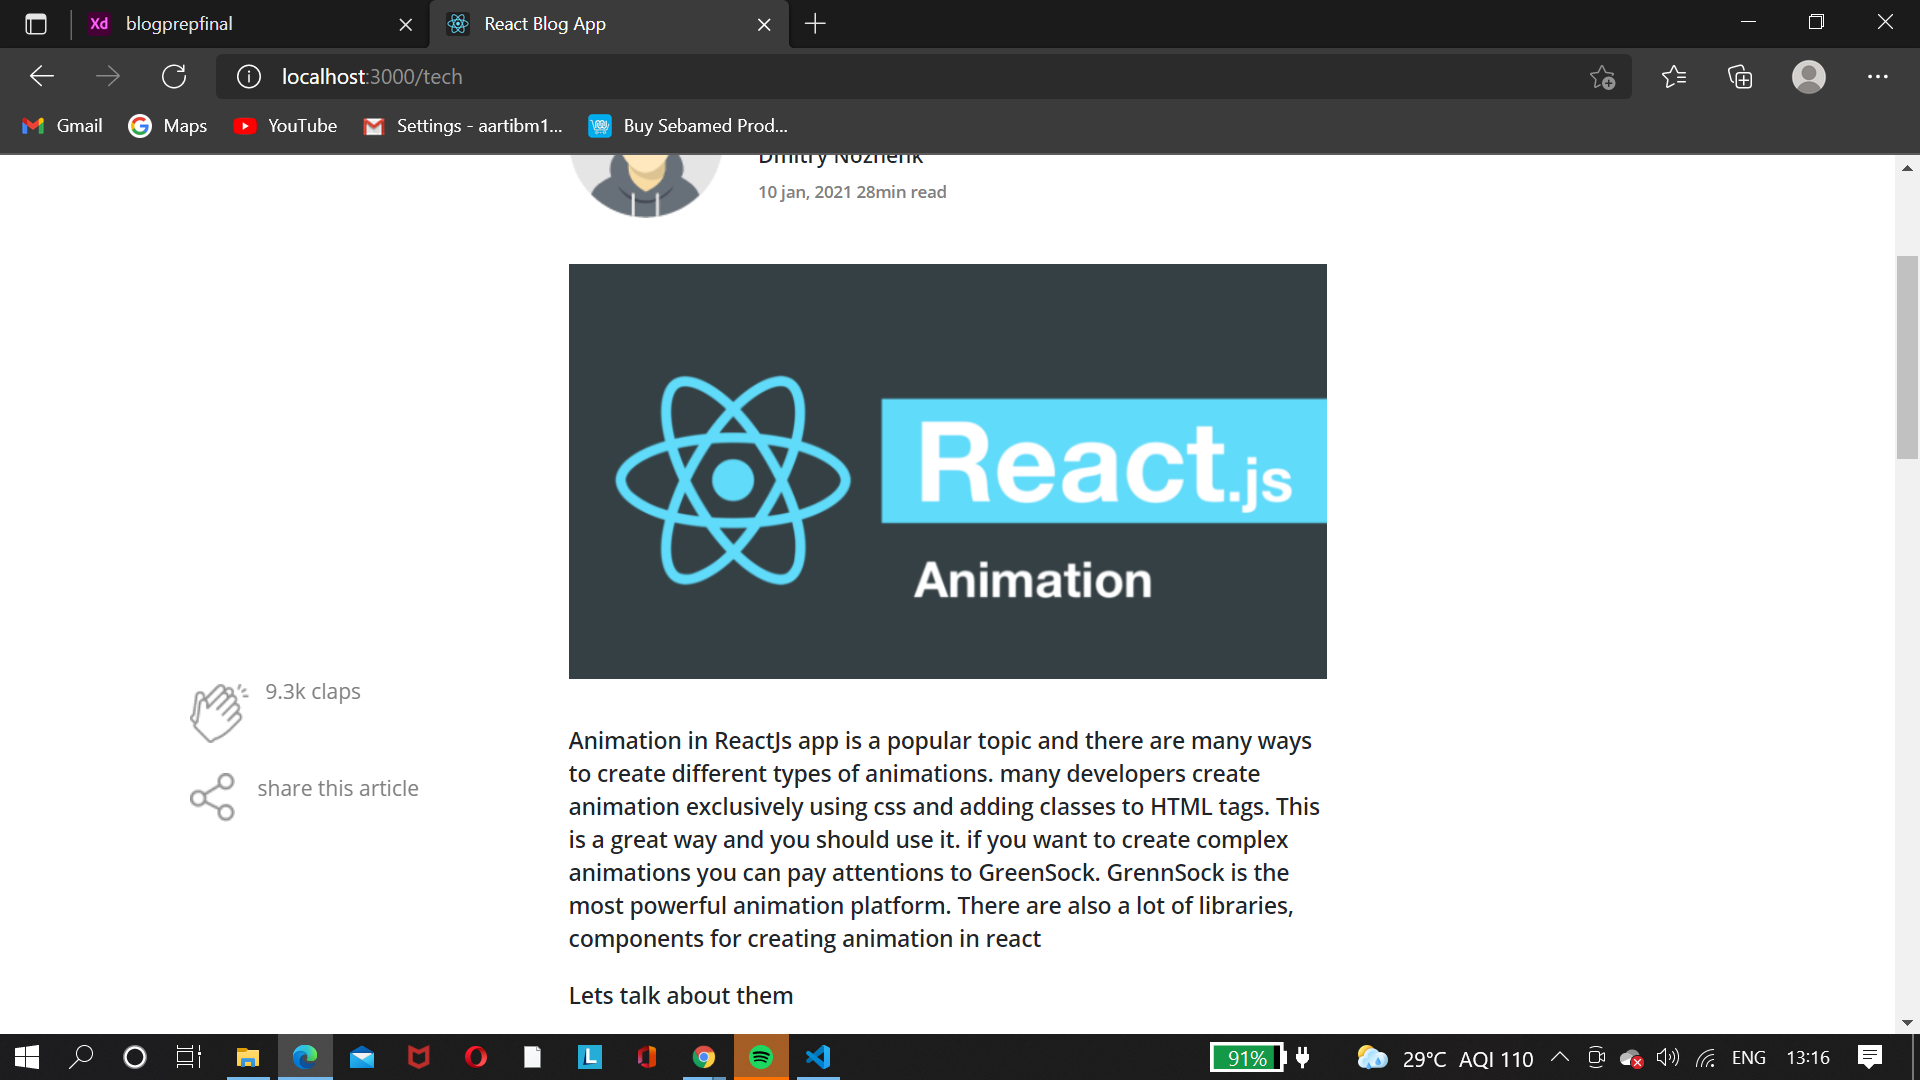 Xd blogprepfinal
React Blog App
localhost:3000/tech
Gmail
Maps
YouTube
Settings - aartibm1...
Buy Sebamed Prod...
Dmitry Nozhenk
10 jan, 2021 28min read
React.js
Animation
9.3k claps
share this article
Animation in ReactJs app is a popular topic and there are many ways
to create different types of animations. many developers create
animation exclusively using css and adding classes to HTML tags. This
is a great way and you should use it. if you want to create complex
animations you can pay attentions to GreenSock. GrennSock is the
most powerful animation platform. There are also a lot of libraries,
components for creating animation in react
Lets talk about them
L
91%
29°C AQI 110
ENG
13:16